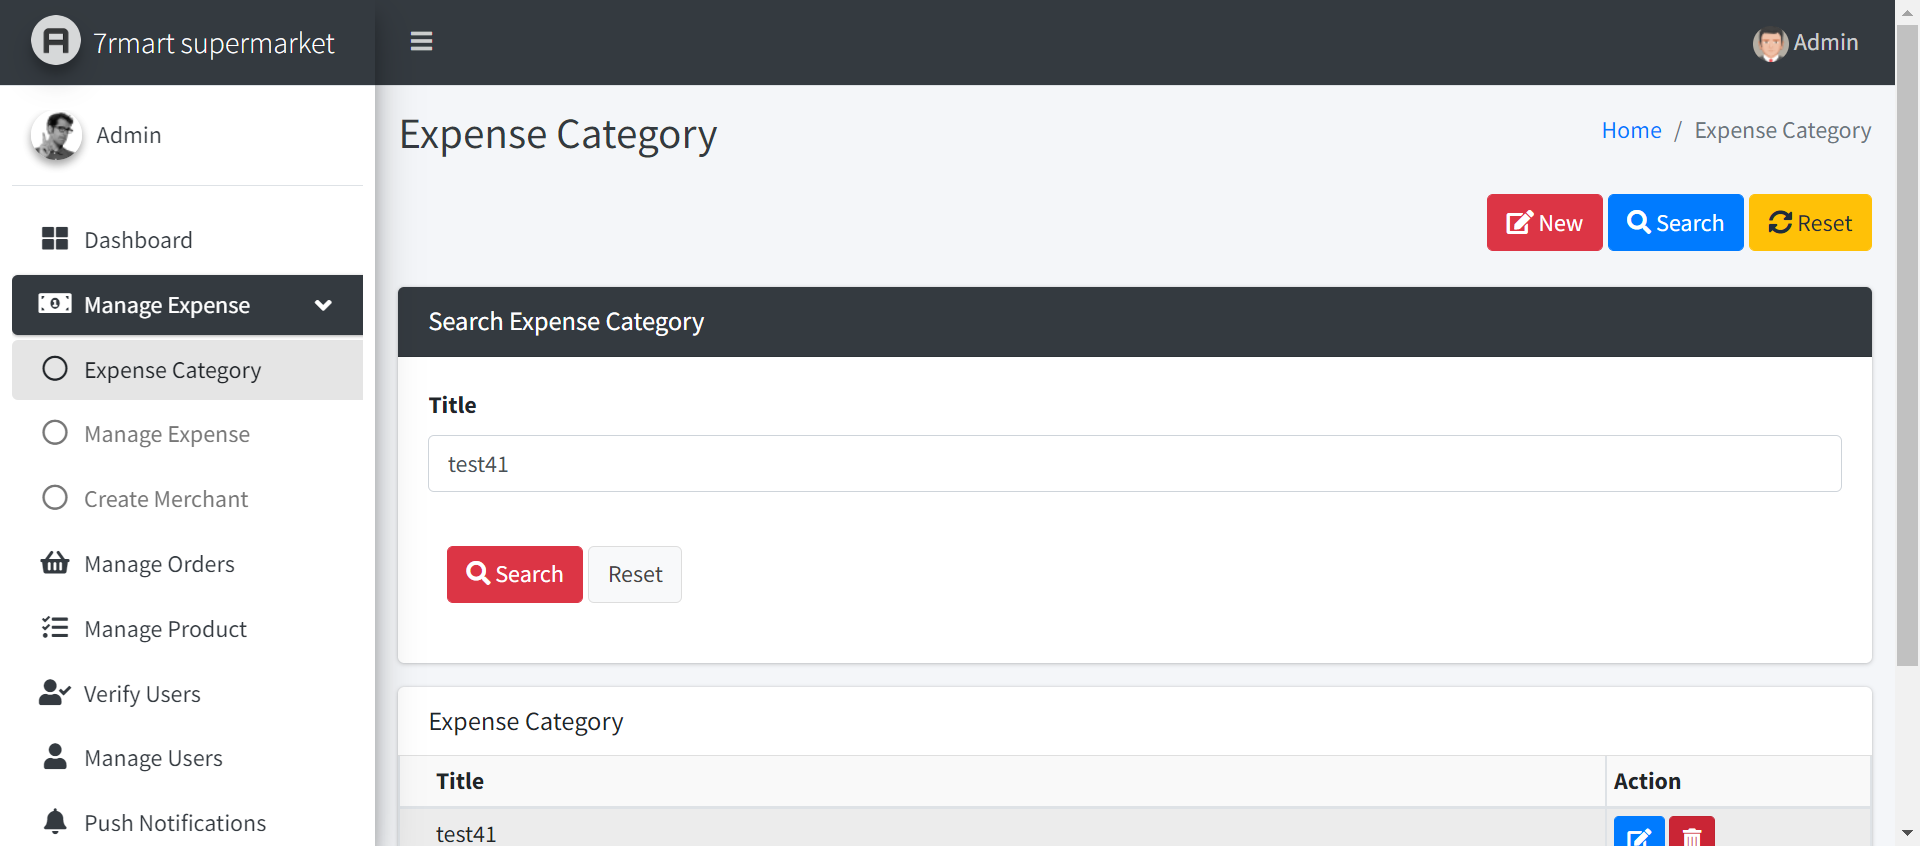 7rmart supermarket
Admin
Admin
Dashboard
Manage Expense
Expense Category
Manage Expense
Create Merchant
Manage Orders
Manage Product
Verify Users
Manage Users
Push Notifications
Expense Category
Home / Expense Category
New Search Reset
Search Expense Category
Title
test41
Search Reset
Expense Category
Title Action
test41